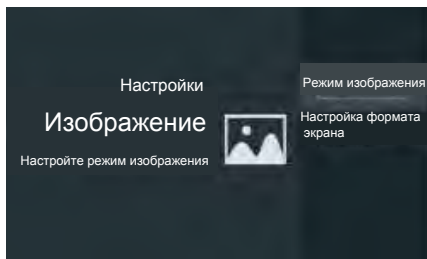 Настройки
Изображение
Настройте режим изображения
Режим изображения
Настройка формата
экрана